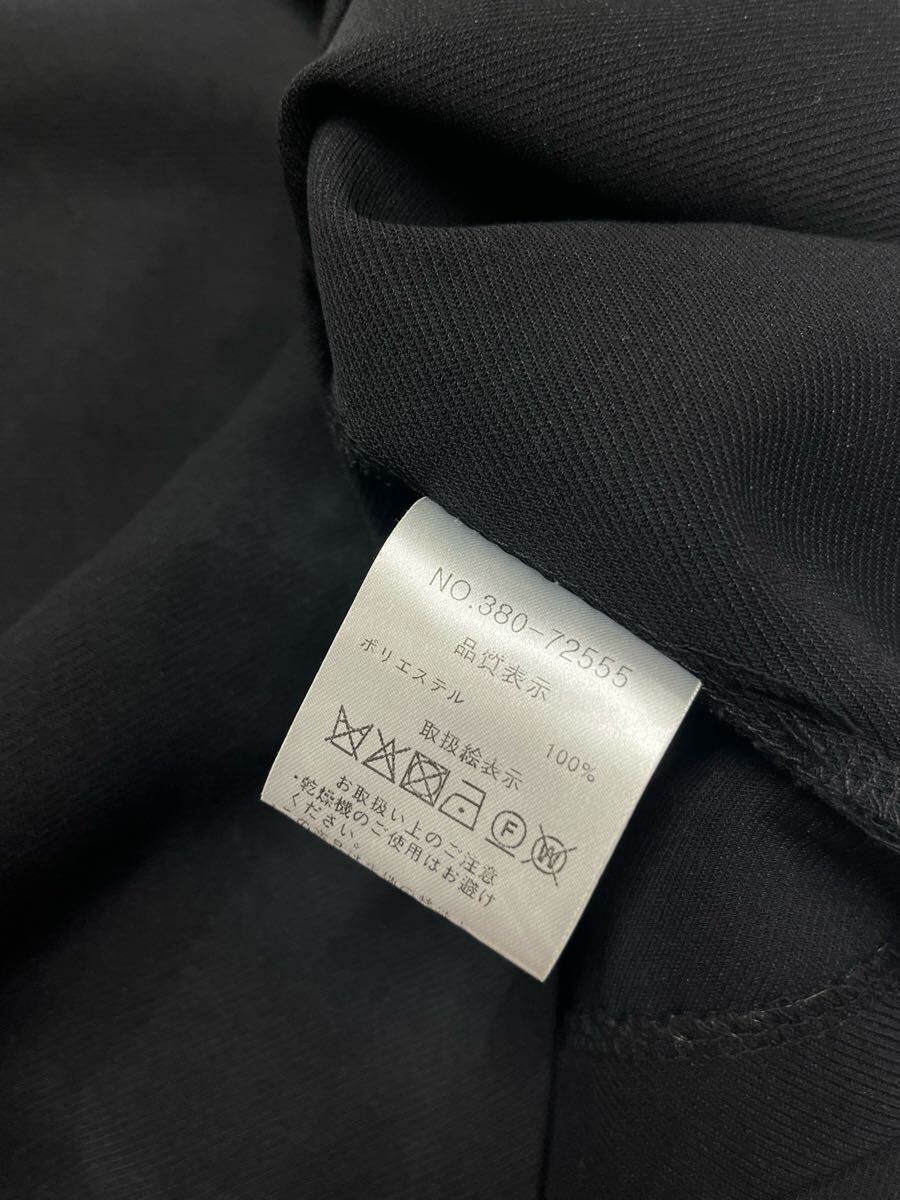 NO.380-72555
品質表示
ポリエステル 100%
取扱絵表示
F
お取扱い上のご注意
・乾燥機のご使用はお避け
ください。